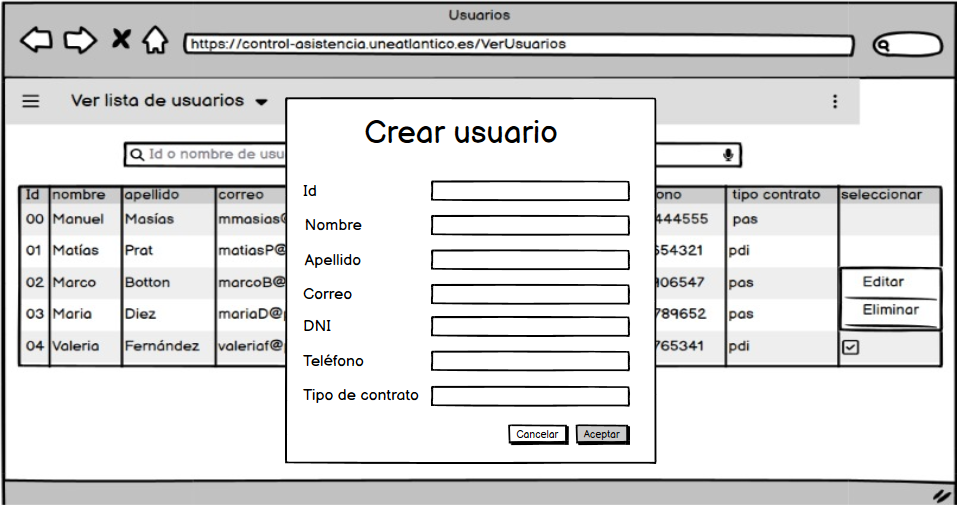 Usuarios
https://control-asistencia.uneatlantico.es/VerUsuarios
Ver lista de usuarios
Id o nombre de usu
Id nombre apellido correo ono tipo contrato seleccionar
00 Manuel Masías mmasias@ 444555 pas
01 Matías Prat matiasP@ 654321 pdi
02 Marco Botton marcoB@ 106547 pas
03 Maria Diez mariaD@ 789652 pas
04 Valeria Fernández valeriaf@ 765341 pdi
Editar
Eliminar
Crear usuario
Id
Nombre
Apellido
Correo
DNI
Teléfono
Tipo de contrato
Cancelar Aceptar